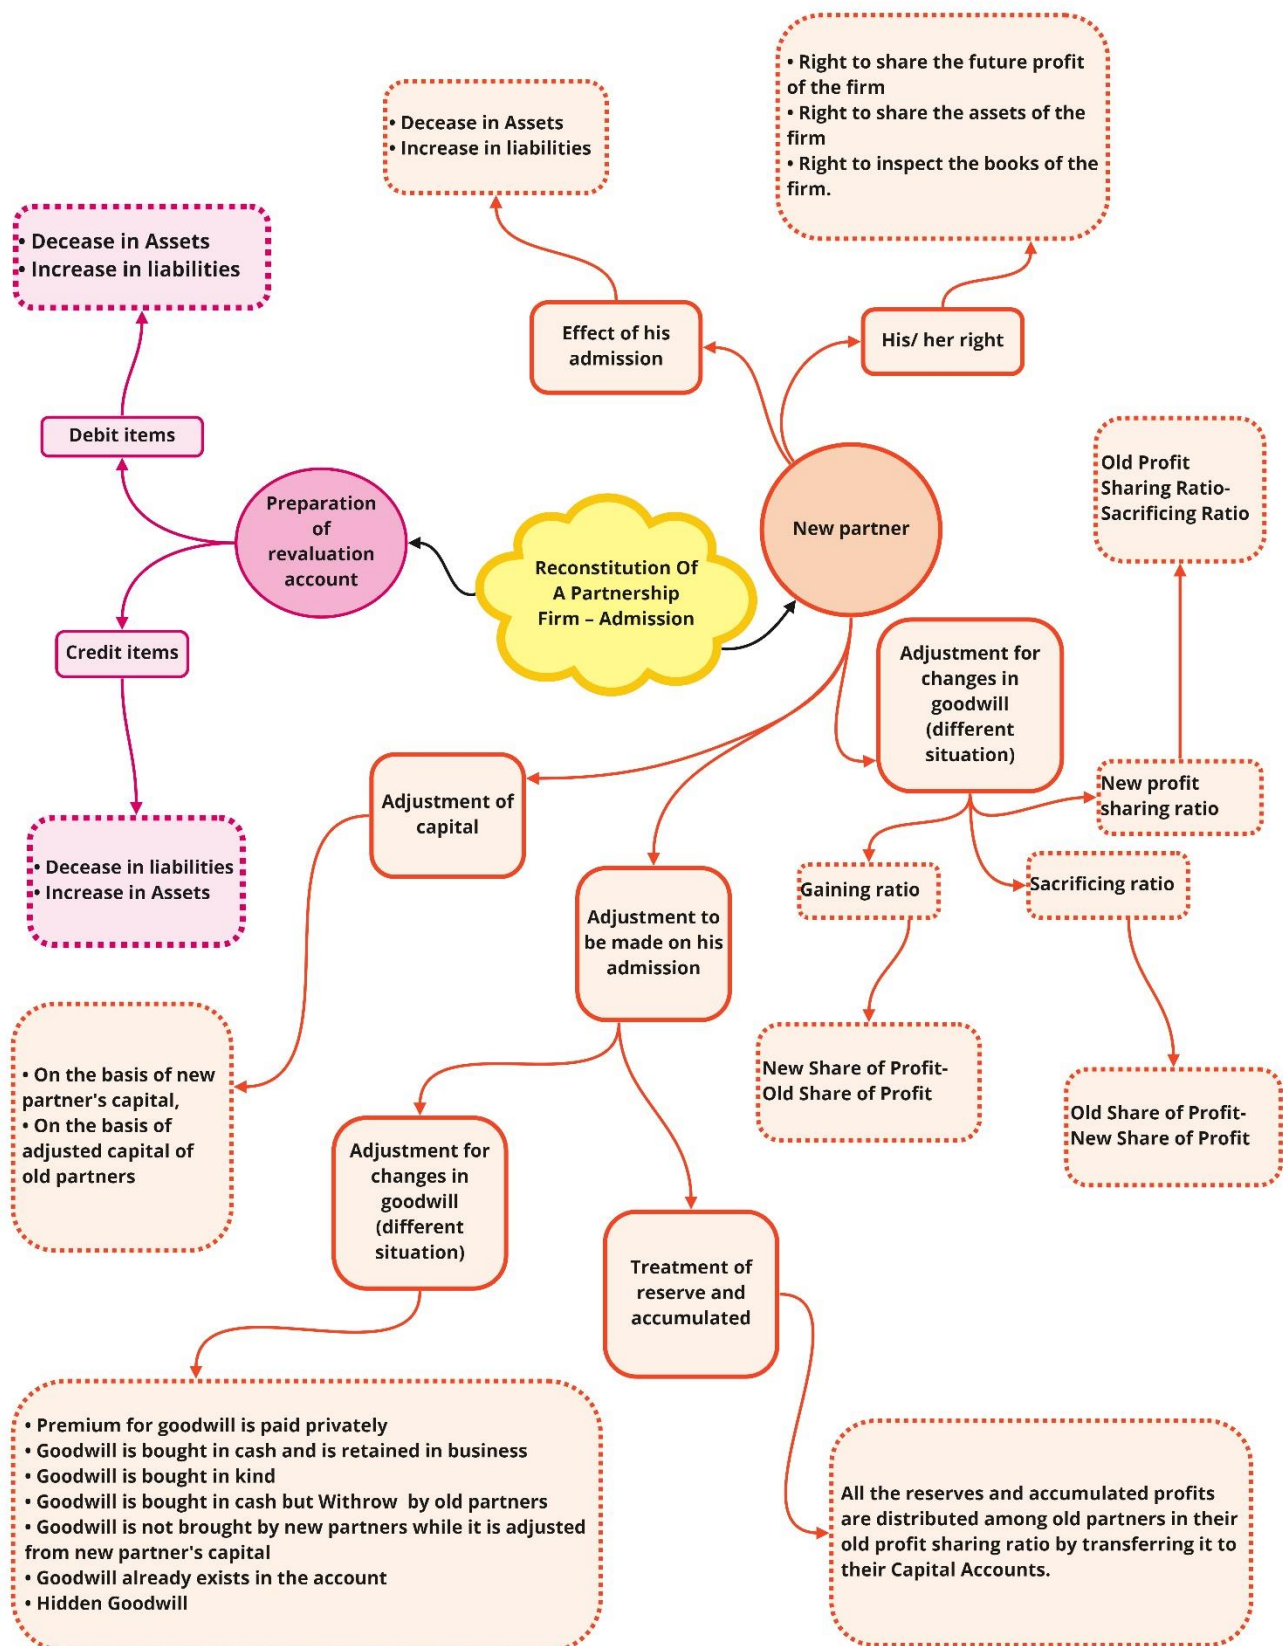 • Right to share the future profit
of the firm
• Right to share the assets of the
firm
• Right to inspect the books of the
firm.
• Decease in Assets
• Increase in liabilities
• Decease in Assets
• Increase in liabilities
Effect of his
admission
His/ her right
Debit items
Old Profit
Sharing Ratio-
Sacrificing Ratio
Preparation
of
revaluation
account
New partner
Reconstitution Of
A Partnership
Firm – Admission
Credit items
Adjustment for
changes in
goodwill
(different
situation)
Adjustment of
capital
New profit
sharing ratio
• Decease in liabilities
• Increase in Assets
Gaining ratio
Sacrificing ratio
Adjustment to
be made on his
admission
New Share of Profit-
Old Share of Profit
Old Share of Profit-
New Share of Profit
• On the basis of new
partner's capital,
• On the basis of
adjusted capital of
old partners
Adjustment for
changes in
goodwill
(different
situation)
Treatment of
reserve and
accumulated
• Premium for goodwill is paid privately
• Goodwill is bought in cash and is retained in business
• Goodwill is bought in kind
• Goodwill is bought in cash but Withrow by old partners
• Goodwill is not brought by new partners while it is adjusted
from new partner's capital
• Goodwill already exists in the account
• Hidden Goodwill
All the reserves and accumulated profits
are distributed among old partners in their
old profit sharing ratio by transferring it to
their Capital Accounts.